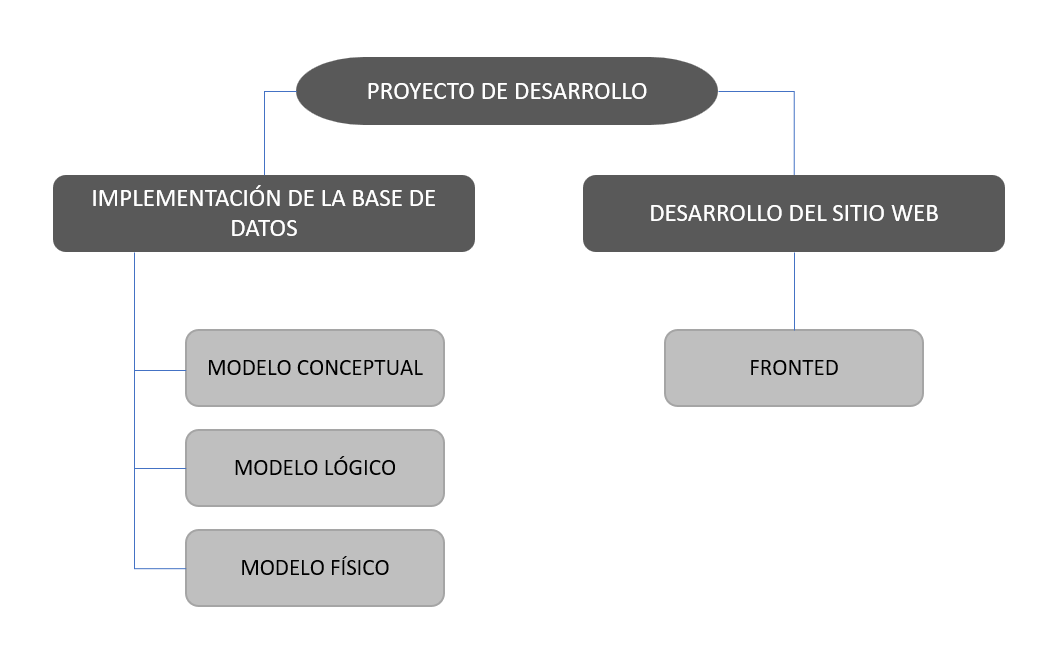 PROYECTO DE DESARROLLO
IMPLEMENTACIÓN DE LA BASE DE
DATOS
DESARROLLO DEL SITIO WEB
MODELO CONCEPTUAL
FRONTED
MODELO LÓGICO
MODELO FÍSICO